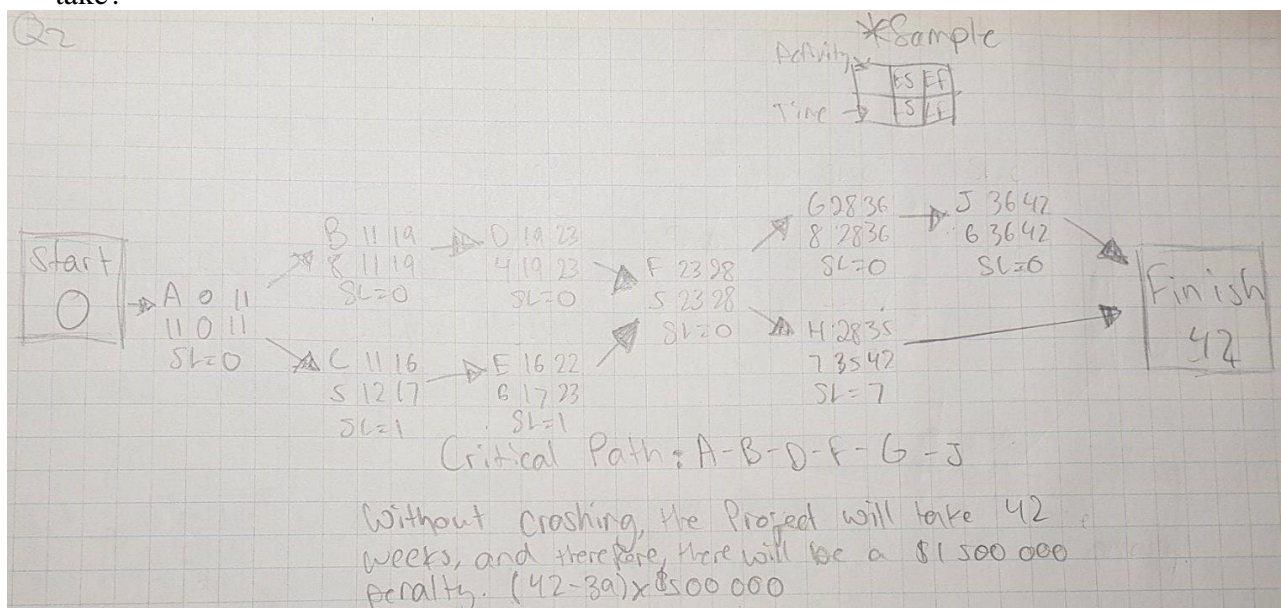 take?
Q2
*Sample
Activity
ES EF
Time LS LF
Start
0
A 0 11
11 0 11
SL=0
B 11 19
8 11 19
SL=0
D 19 23
4 19 23
SL=0
C 11 16
5 12 17
SL=1
E 16 22
6 17 23
SL=1
F 23 28
5 23 28
SL=0
G 28 36
8 28 36
SL=0
J 36 42
6 36 42
SL=0
H 28 35
7 35 42
SL=7
Finish
42
Critical Path: A-B-D-F-G-J
Without crashing, the Project will take 42
weeks, and therefore, there will be a $1 500 000
penalty. (42-39)x$500 000